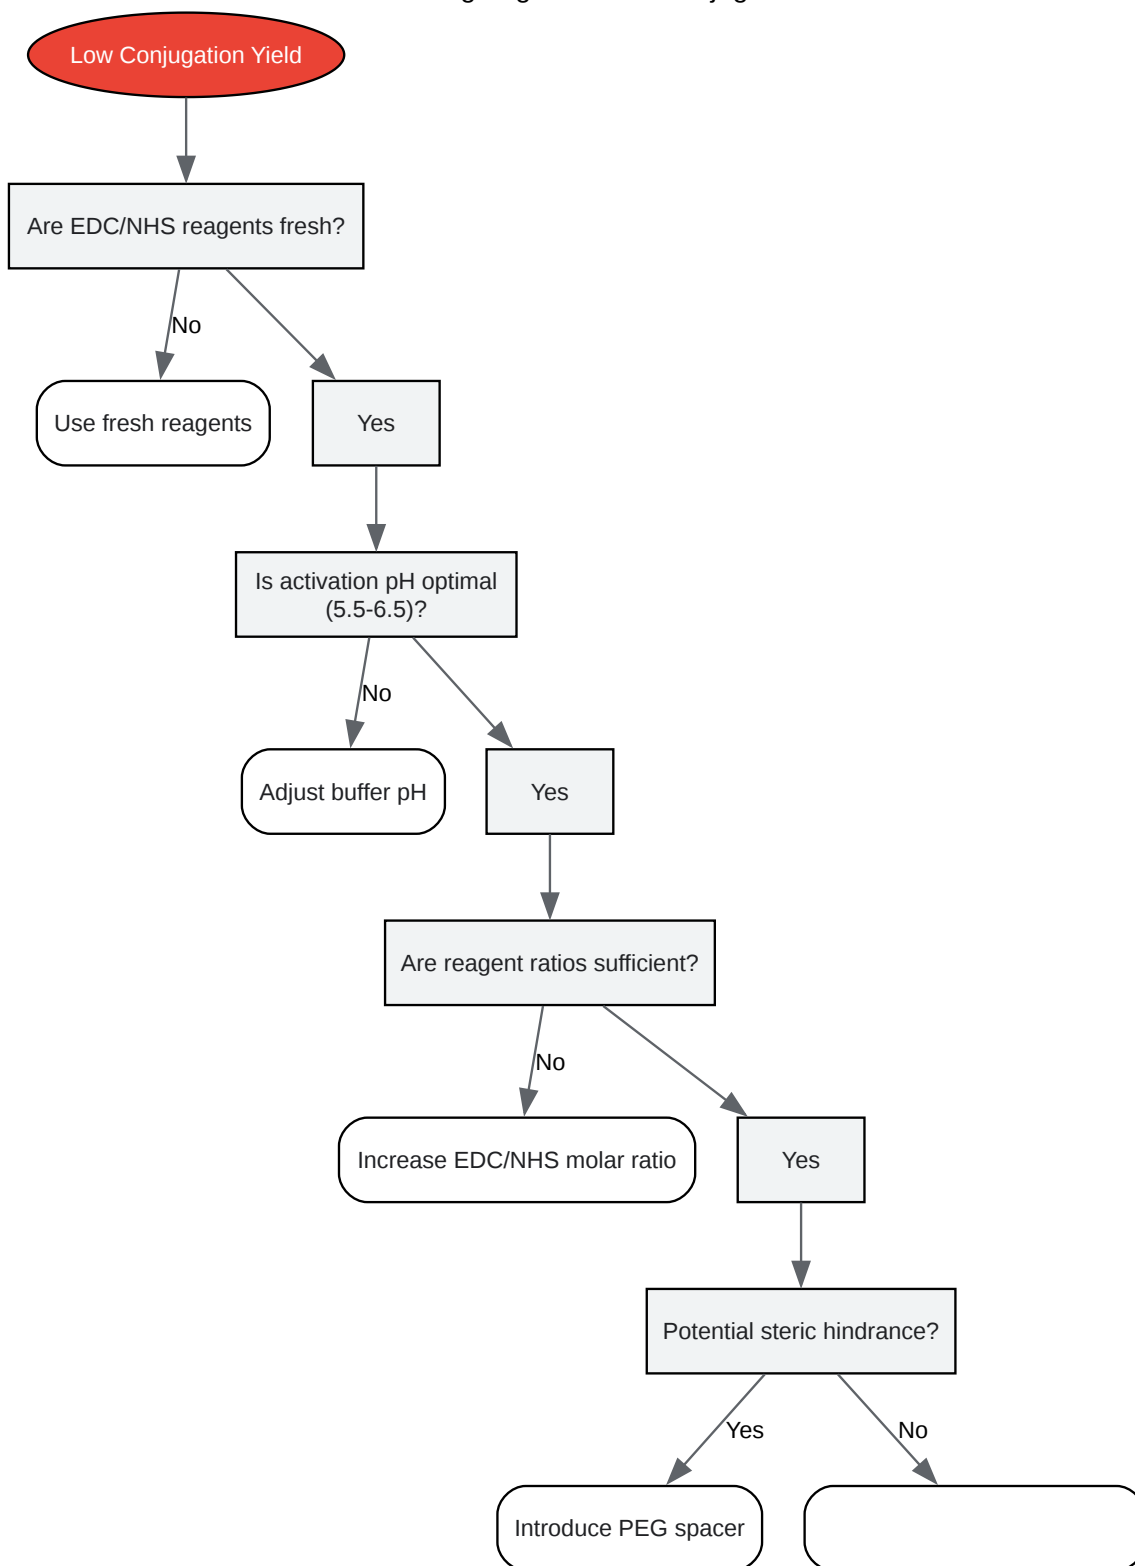 Low Conjugation Yield
Are EDC/NHS reagents fresh?
No
Use fresh reagents
Yes
Is activation pH optimal
(5.5-6.5)?
No
Adjust buffer pH
Yes
Are reagent ratios sufficient?
No
Increase EDC/NHS molar ratio
Yes
Potential steric hindrance?
Yes
No
Introduce PEG spacer